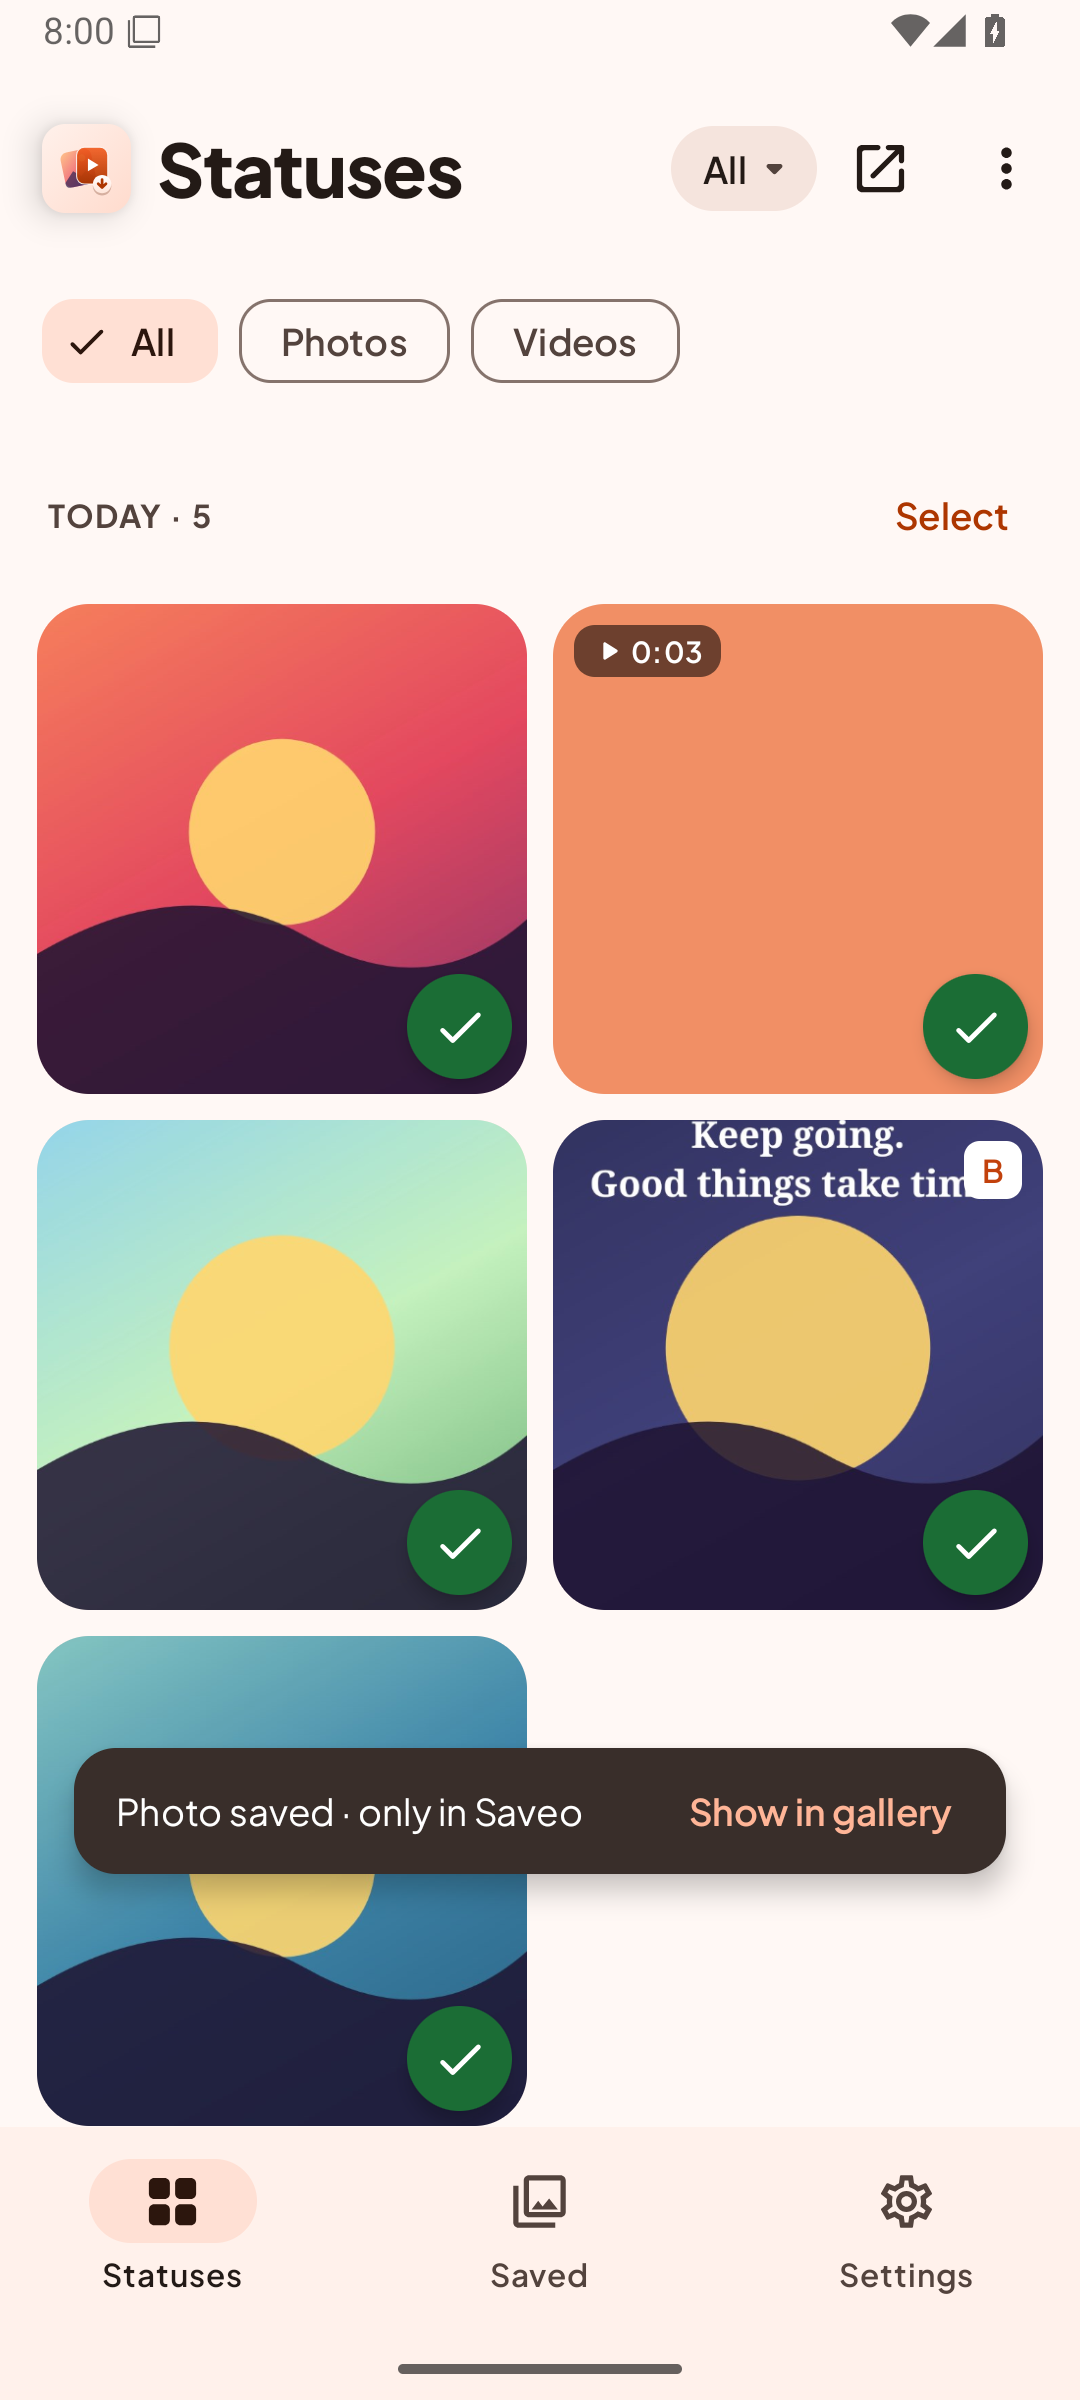 8:00
Statuses
All
All
Photos
Videos
TODAY · 5
Select
0:03
Keep going.
Good things take tim
B
Photo saved · only in Saveo
Show in gallery
Statuses
Saved
Settings